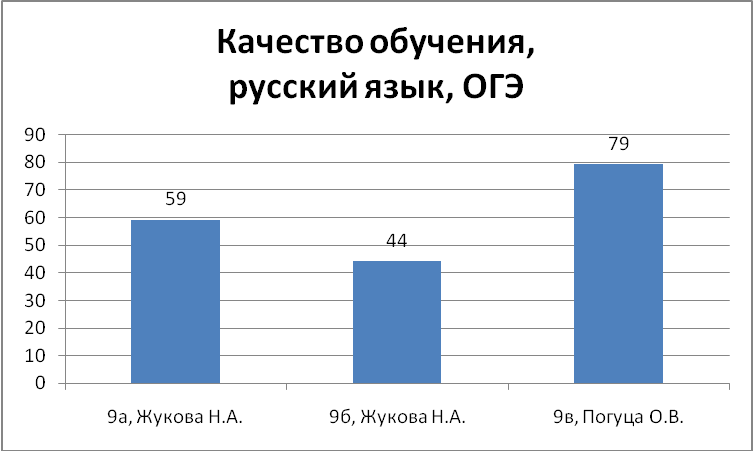 Качество обучения,
русский язык, ОГЭ
90
80
70
60
50
40
30
20
10
0
59
44
79
9а, Жукова Н.А.
9б, Жукова Н.А.
9в, Погуца О.В.